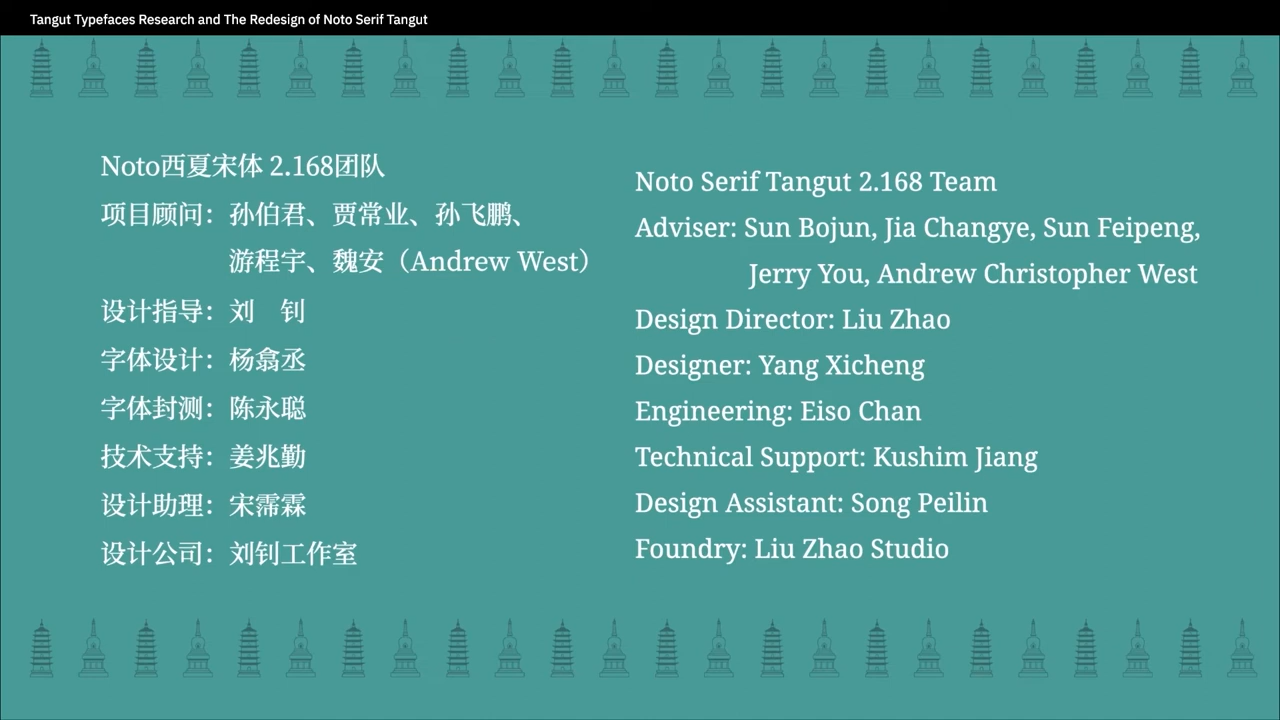 Tangut Typefaces Research and The Redesign of Noto Serif Tangut
Noto西夏宋体 2.168团队
项目顾问：孙伯君、贾常业、孙飞鹏、
游程宇、魏安（Andrew West）
设计指导：刘　钊
字体设计：杨翕丞
字体封测：陈永聪
技术支持：姜兆勤
设计助理：宋霈霖
设计公司：刘钊工作室
Noto Serif Tangut 2.168 Team
Adviser: Sun Bojun, Jia Changye, Sun Feipeng,
Jerry You, Andrew Christopher West
Design Director: Liu Zhao
Designer: Yang Xicheng
Engineering: Eiso Chan
Technical Support: Kushim Jiang
Design Assistant: Song Peilin
Foundry: Liu Zhao Studio